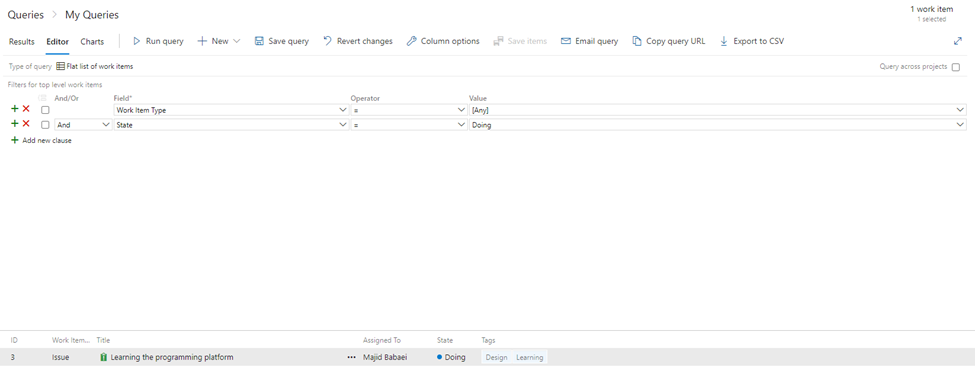 Queries > My Queries
1 work item
1 selected
Results Editor Charts Run query New Save query Revert changes Column options Save items Email query Copy query URL Export to CSV
Type of query Flat list of work items Query across projects
Filters for top level work items
And/Or Field* Operator Value
Work Item Type = [Any]
And State = Doing
Add new clause
ID Work Item... Title Assigned To State Tags
3 Issue Learning the programming platform ... Majid Babaei Doing Design Learning